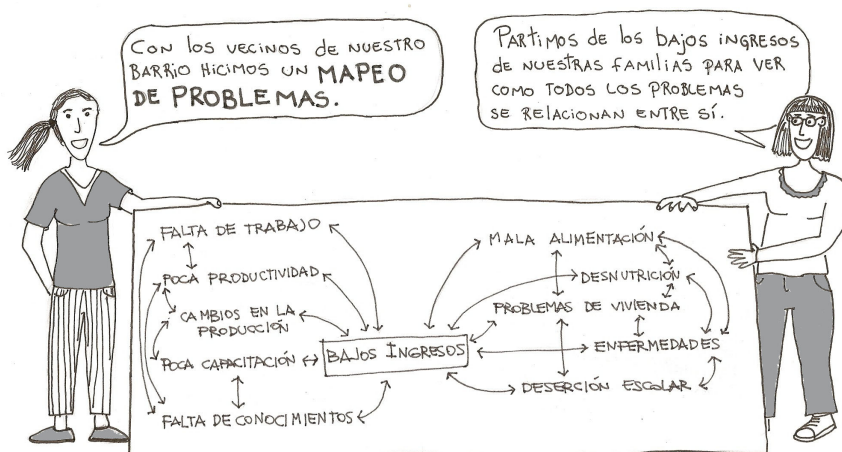 CON LOS VECINOS DE NUESTRO
BARRIO HICIMOS UN MAPEO
DE PROBLEMAS.
PARTIMOS DE LOS BAJOS INGRESOS
DE NUESTRAS FAMILIAS PARA VER
COMO TODOS LOS PROBLEMAS
SE RELACIONAN ENTRE SÍ.
FALTA DE TRABAJO
POCA PRODUCTIVIDAD
CAMBIOS EN LA
PRODUCCIÓN
POCA CAPACITACIÓN
FALTA DE CONOCIMIENTOS
BAJOS INGRESOS
MALA ALIMENTACIÓN
DESNUTRICIÓN
PROBLEMAS DE VIVIENDA
ENFERMEDADES
DESERCIÓN ESCOLAR